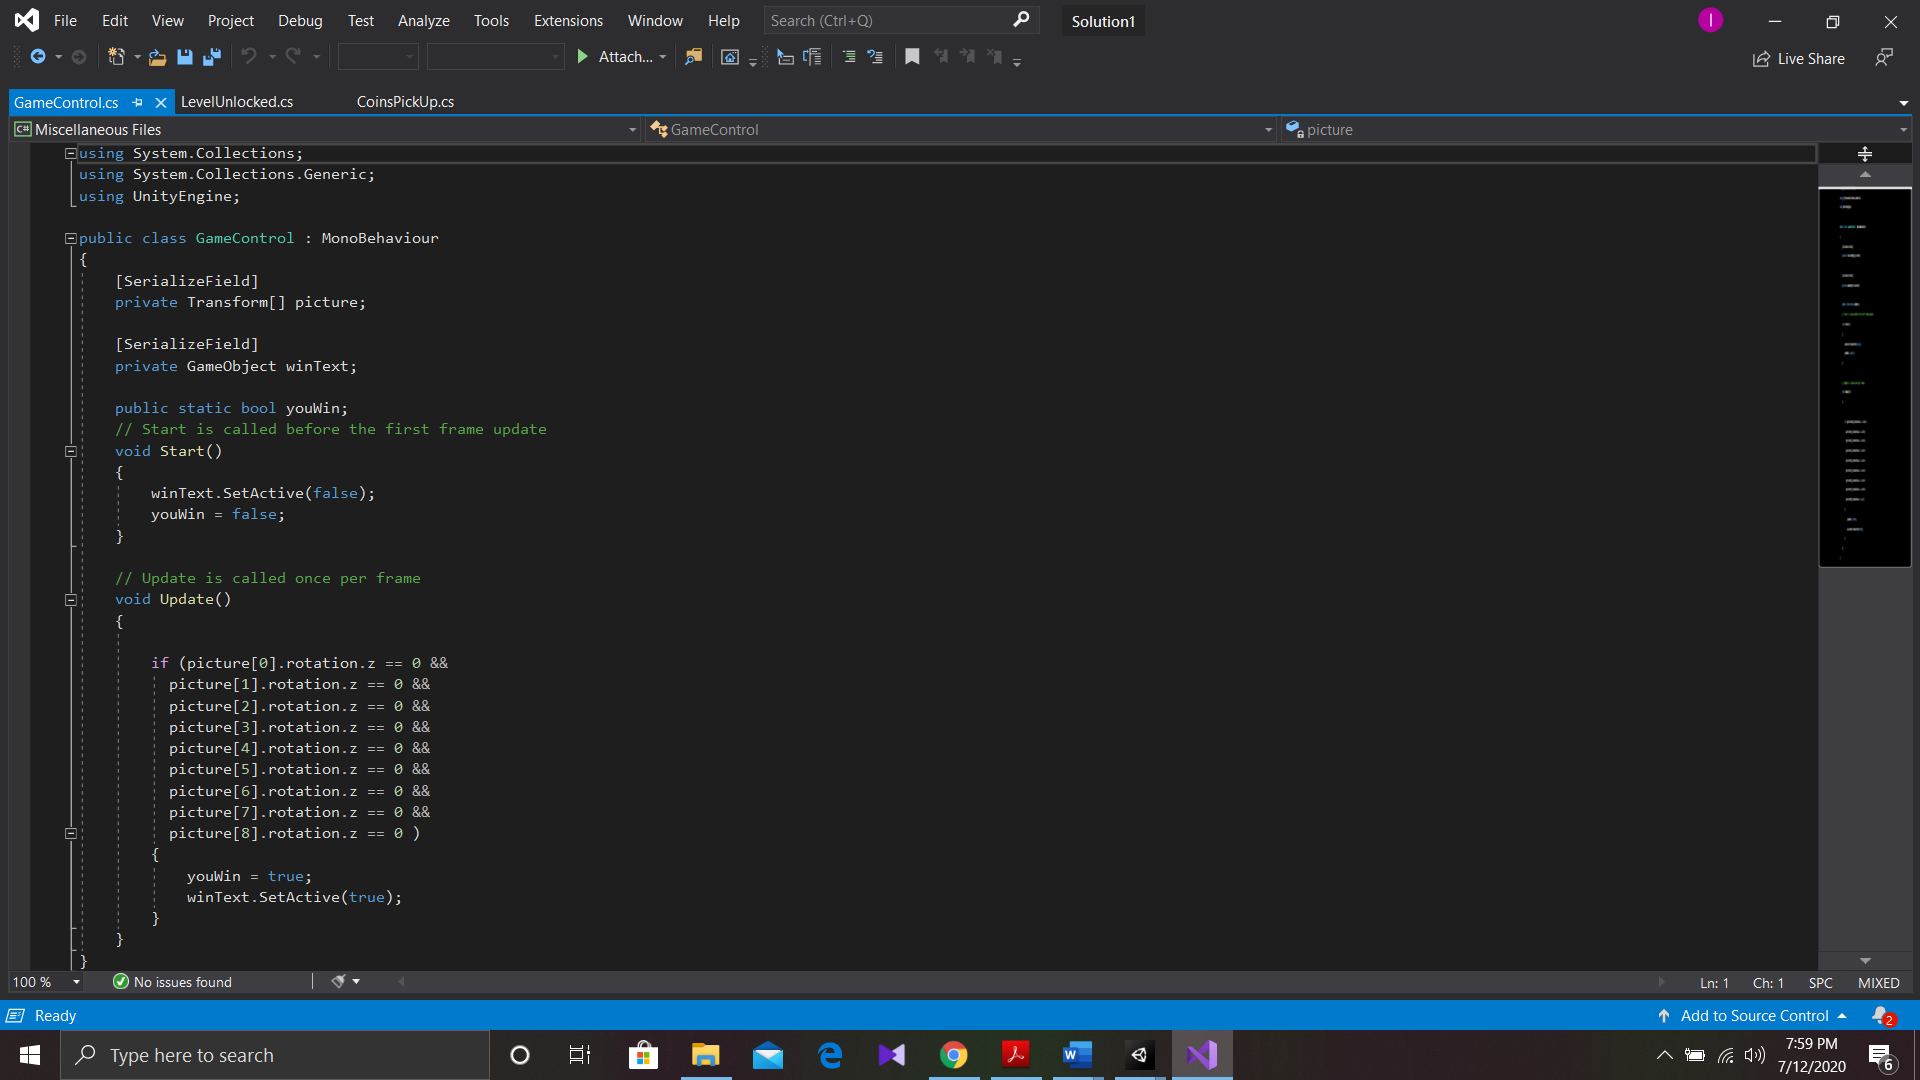 File Edit View Project Debug Test Analyze Tools Extensions Window Help Search (Ctrl+Q) Solution1 I
Attach... Live Share
GameControl.cs LevelUnlocked.cs CoinsPickUp.cs
C# Miscellaneous Files GameControl picture
using System.Collections;
using System.Collections.Generic;
using UnityEngine;
public class GameControl : MonoBehaviour
{
[SerializeField]
private Transform[] picture;
[SerializeField]
private GameObject winText;
public static bool youWin;
// Start is called before the first frame update
void Start()
{
winText.SetActive(false);
youWin = false;
}
// Update is called once per frame
void Update()
{
if (picture[0].rotation.z == 0 &&
picture[1].rotation.z == 0 &&
picture[2].rotation.z == 0 &&
picture[3].rotation.z == 0 &&
picture[4].rotation.z == 0 &&
picture[5].rotation.z == 0 &&
picture[6].rotation.z == 0 &&
picture[7].rotation.z == 0 &&
picture[8].rotation.z == 0 )
{
youWin = true;
winText.SetActive(true);
}
}
}
100 % No issues found Ln: 1 Ch: 1 SPC MIXED
Ready Add to Source Control 2
Type here to search 7:59 PM
7/12/2020 6